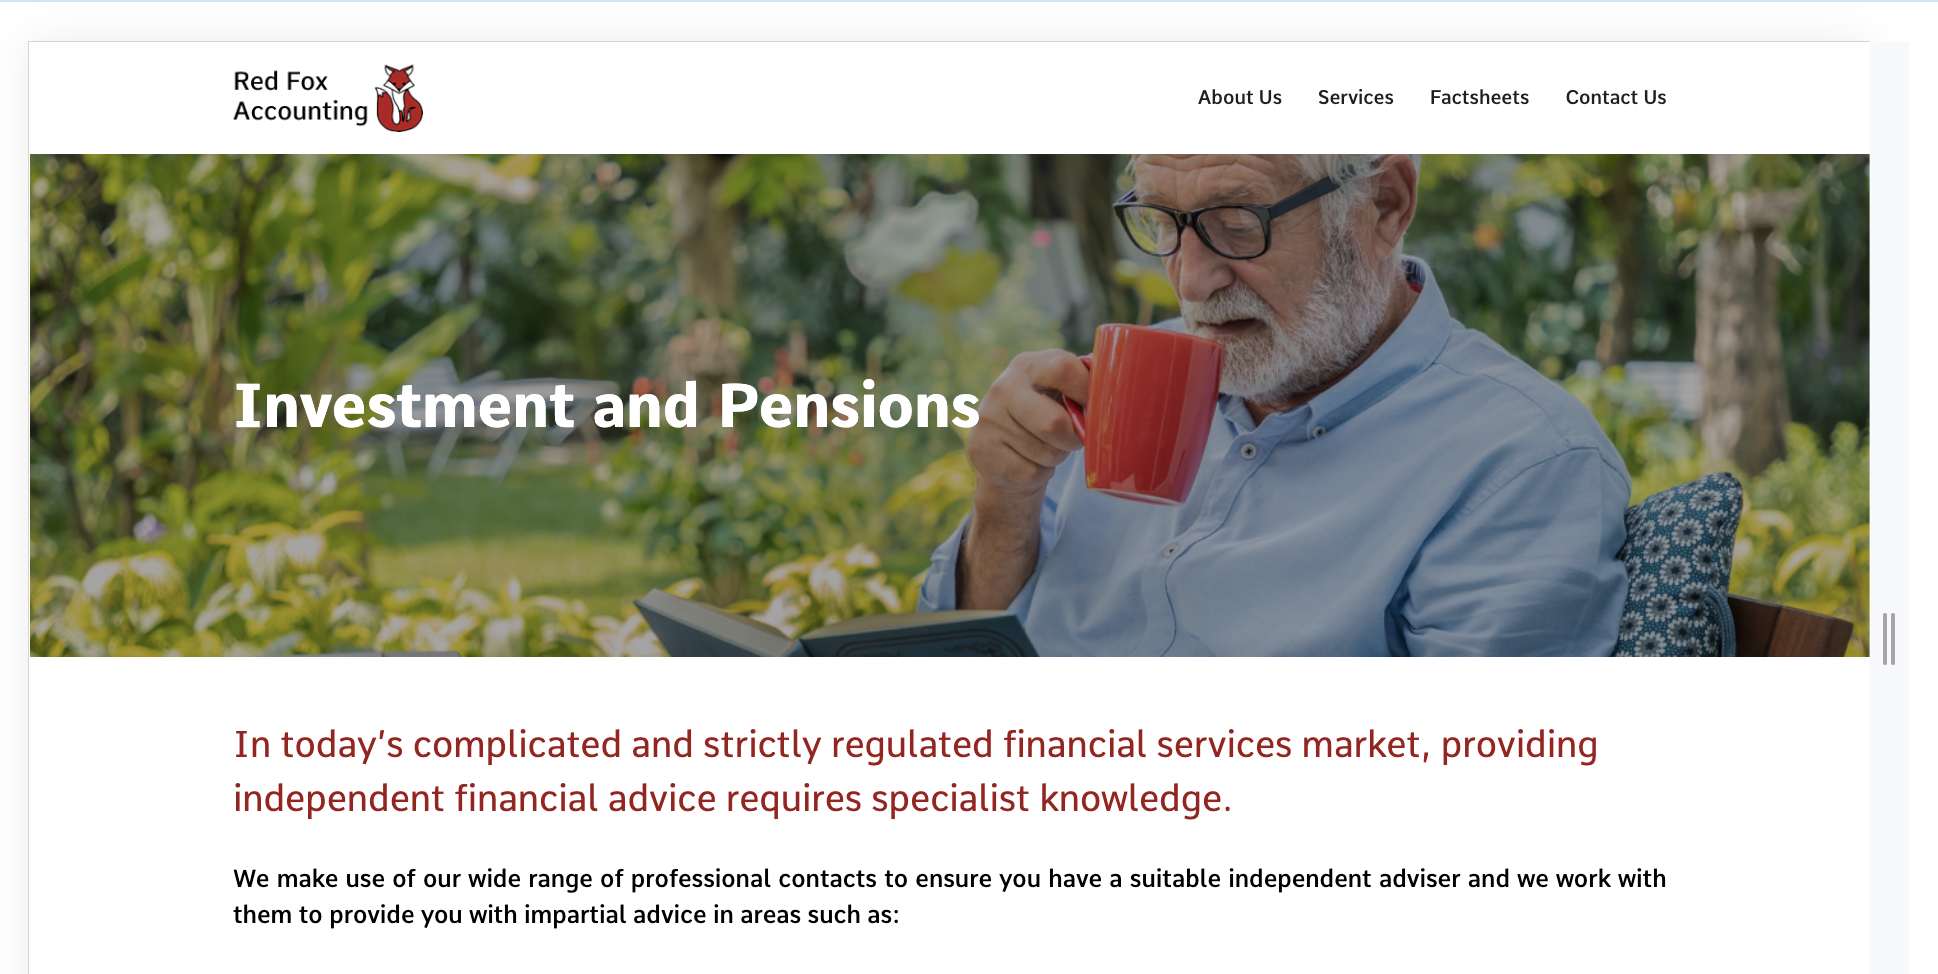 Red Fox
Accounting
About Us
Services
Factsheets
Contact Us
Investment and Pensions
In today’s complicated and strictly regulated financial services market, providing
independent financial advice requires specialist knowledge.
We make use of our wide range of professional contacts to ensure you have a suitable independent adviser and we work with
them to provide you with impartial advice in areas such as: